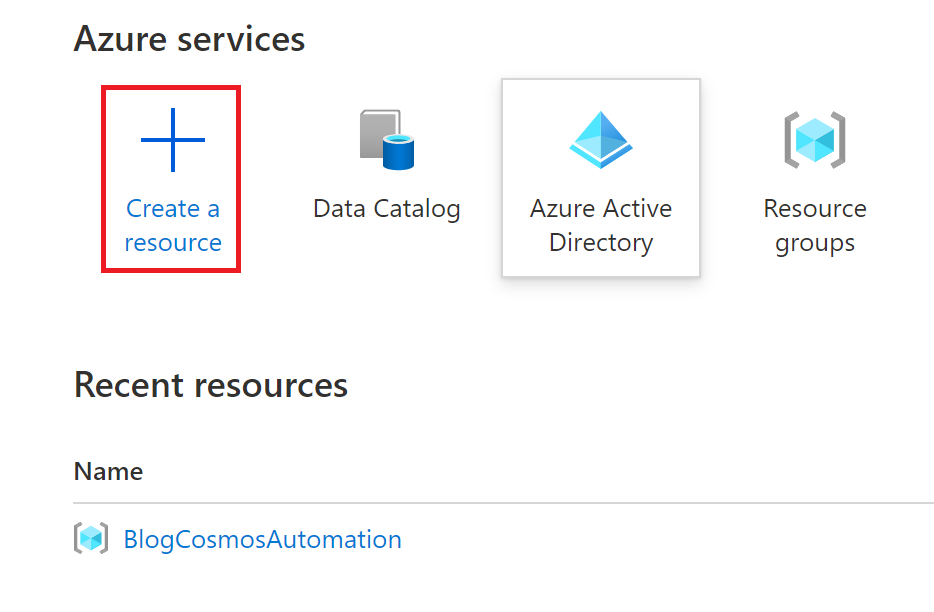 Azure services
Create a
resource
Data Catalog
Azure Active
Directory
Resource
groups
Recent resources
Name
BlogCosmosAutomation